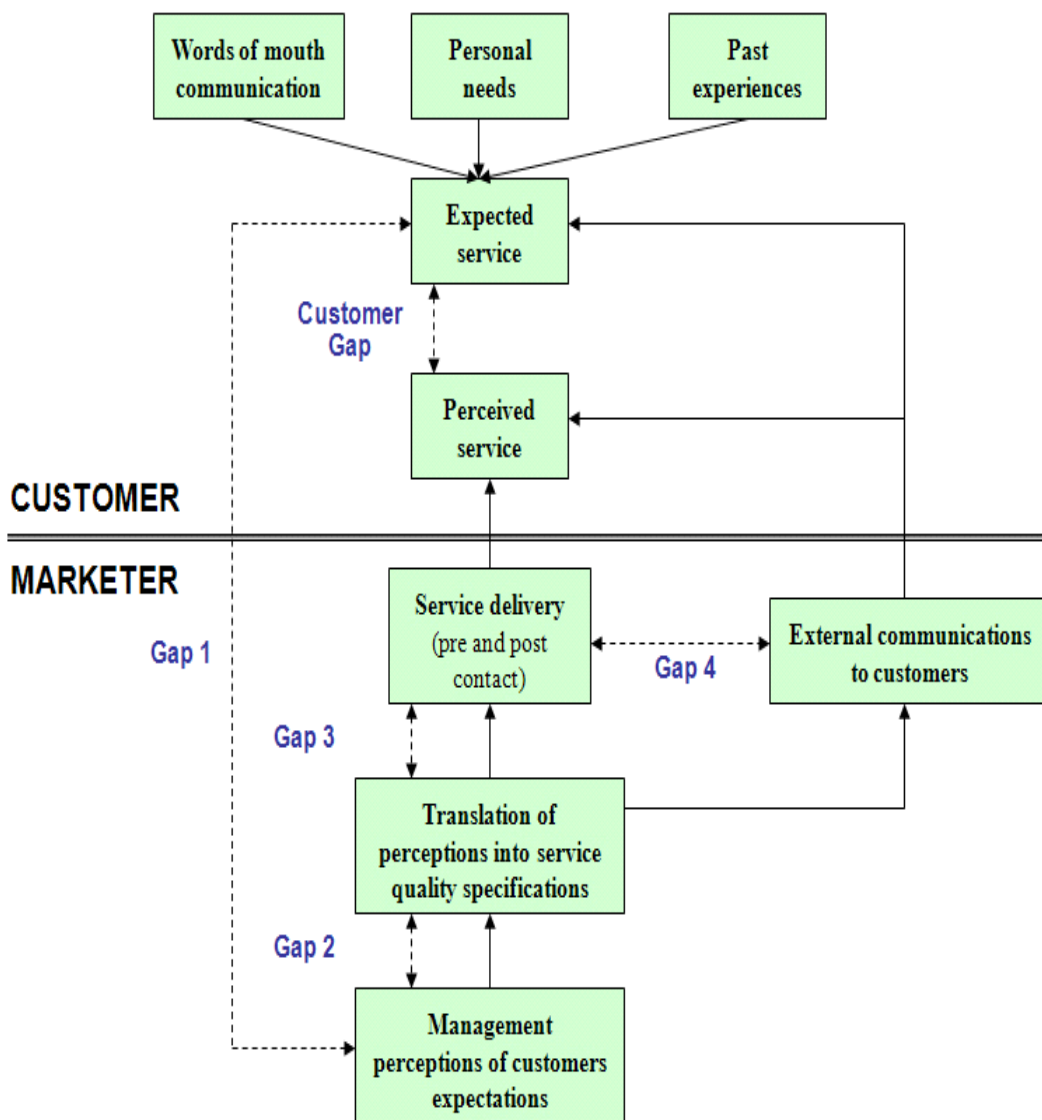 Words of mouth
communication
Personal
needs
Past
experiences
Expected
service
Customer
Gap
Perceived
service
CUSTOMER
MARKETER
Service delivery
(pre and post
contact)
External communications
to customers
Gap 1
Gap 4
Gap 3
Translation of
perceptions into service
quality specifications
Gap 2
Management
perceptions of customers
expectations